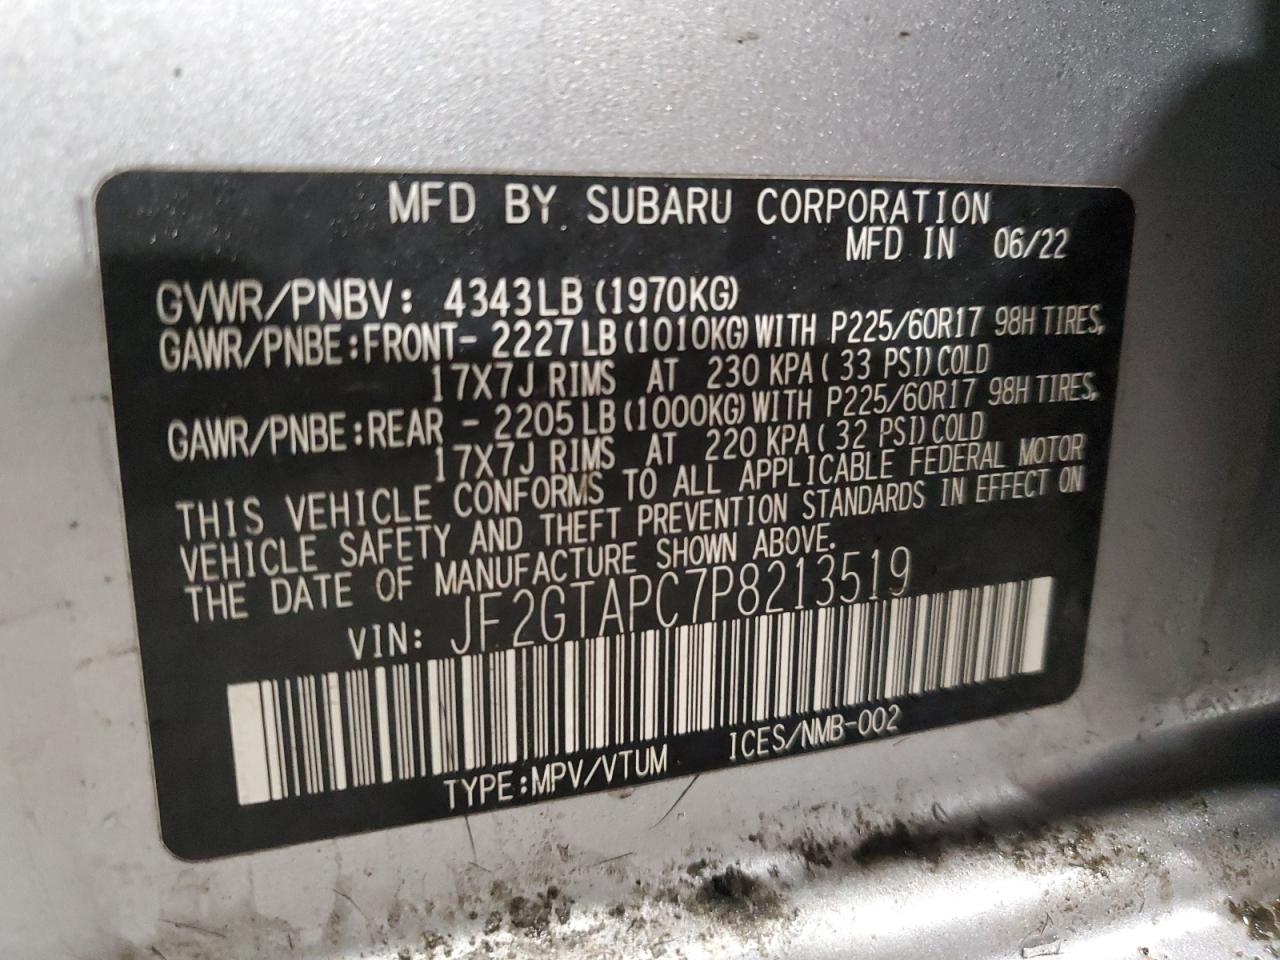 MFD BY SUBARU CORPORATION
MFD IN 06/22
GVWR/PNBV: 4343LB(1970KG)
GAWR/PNBE:FRONT- 2227LB(1010KG)WITH P225/60R17 98H TIRES,
17X7J RIMS AT 230 KPA( 33 PSI)COLD
GAWR/PNBE:REAR - 2205LB(1000KG)WITH P225/60R17 98H TIRES,
17X7J RIMS AT 220 KPA( 32 PSI)COLD
THIS VEHICLE CONFORMS TO ALL APPLICABLE FEDERAL MOTOR
VEHICLE SAFETY AND THEFT PREVENTION STANDARDS IN EFFECT ON
THE DATE OF MANUFACTURE SHOWN ABOVE.
VIN: JF2GTAPC7P8213519
TYPE:MPV/VTUM ICES/NMB-002